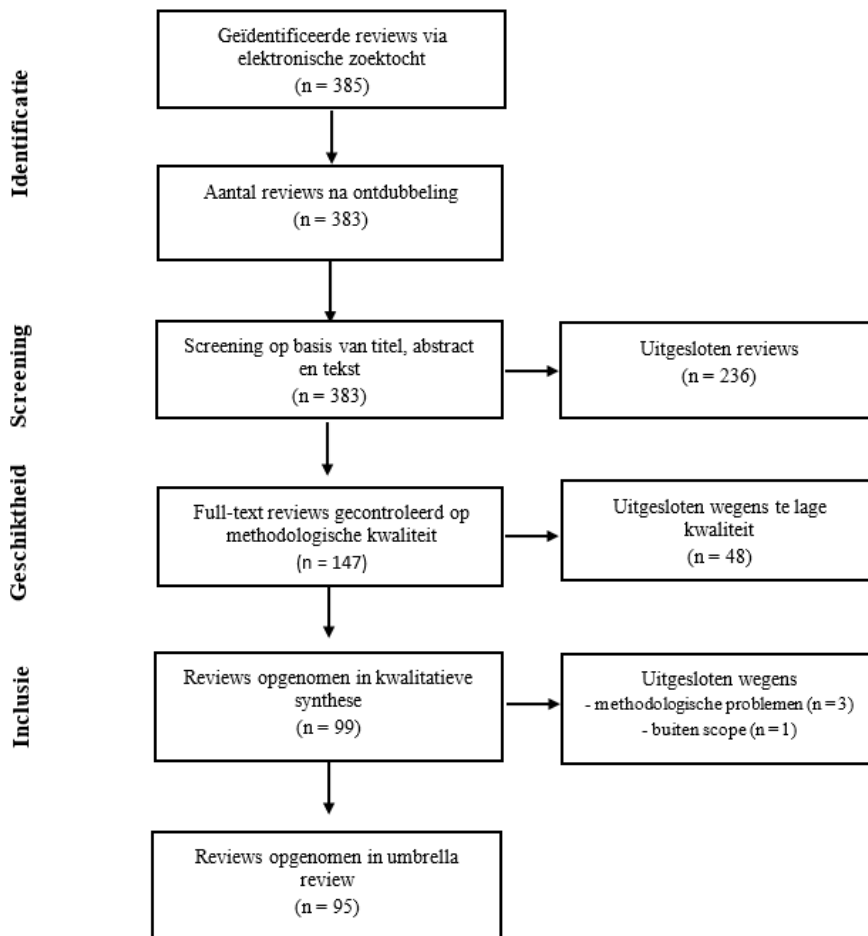 Identificatie
Geïdentificeerde reviews via
elektronische zoektocht
(n = 385)
Aantal reviews na ontdubbeling
(n = 383)
Screening
Screening op basis van titel, abstract
en tekst
(n = 383)
Uitgesloten reviews
(n = 236)
Geschiktheid
Full-text reviews gecontroleerd op
methodologische kwaliteit
(n = 147)
Uitgesloten wegens te lage
kwaliteit
(n = 48)
Inclusie
Reviews opgenomen in kwalitatieve
synthese
(n = 99)
Uitgesloten wegens
- methodologische problemen (n = 3)
- buiten scope (n = 1)
Reviews opgenomen in umbrella
review
(n = 95)